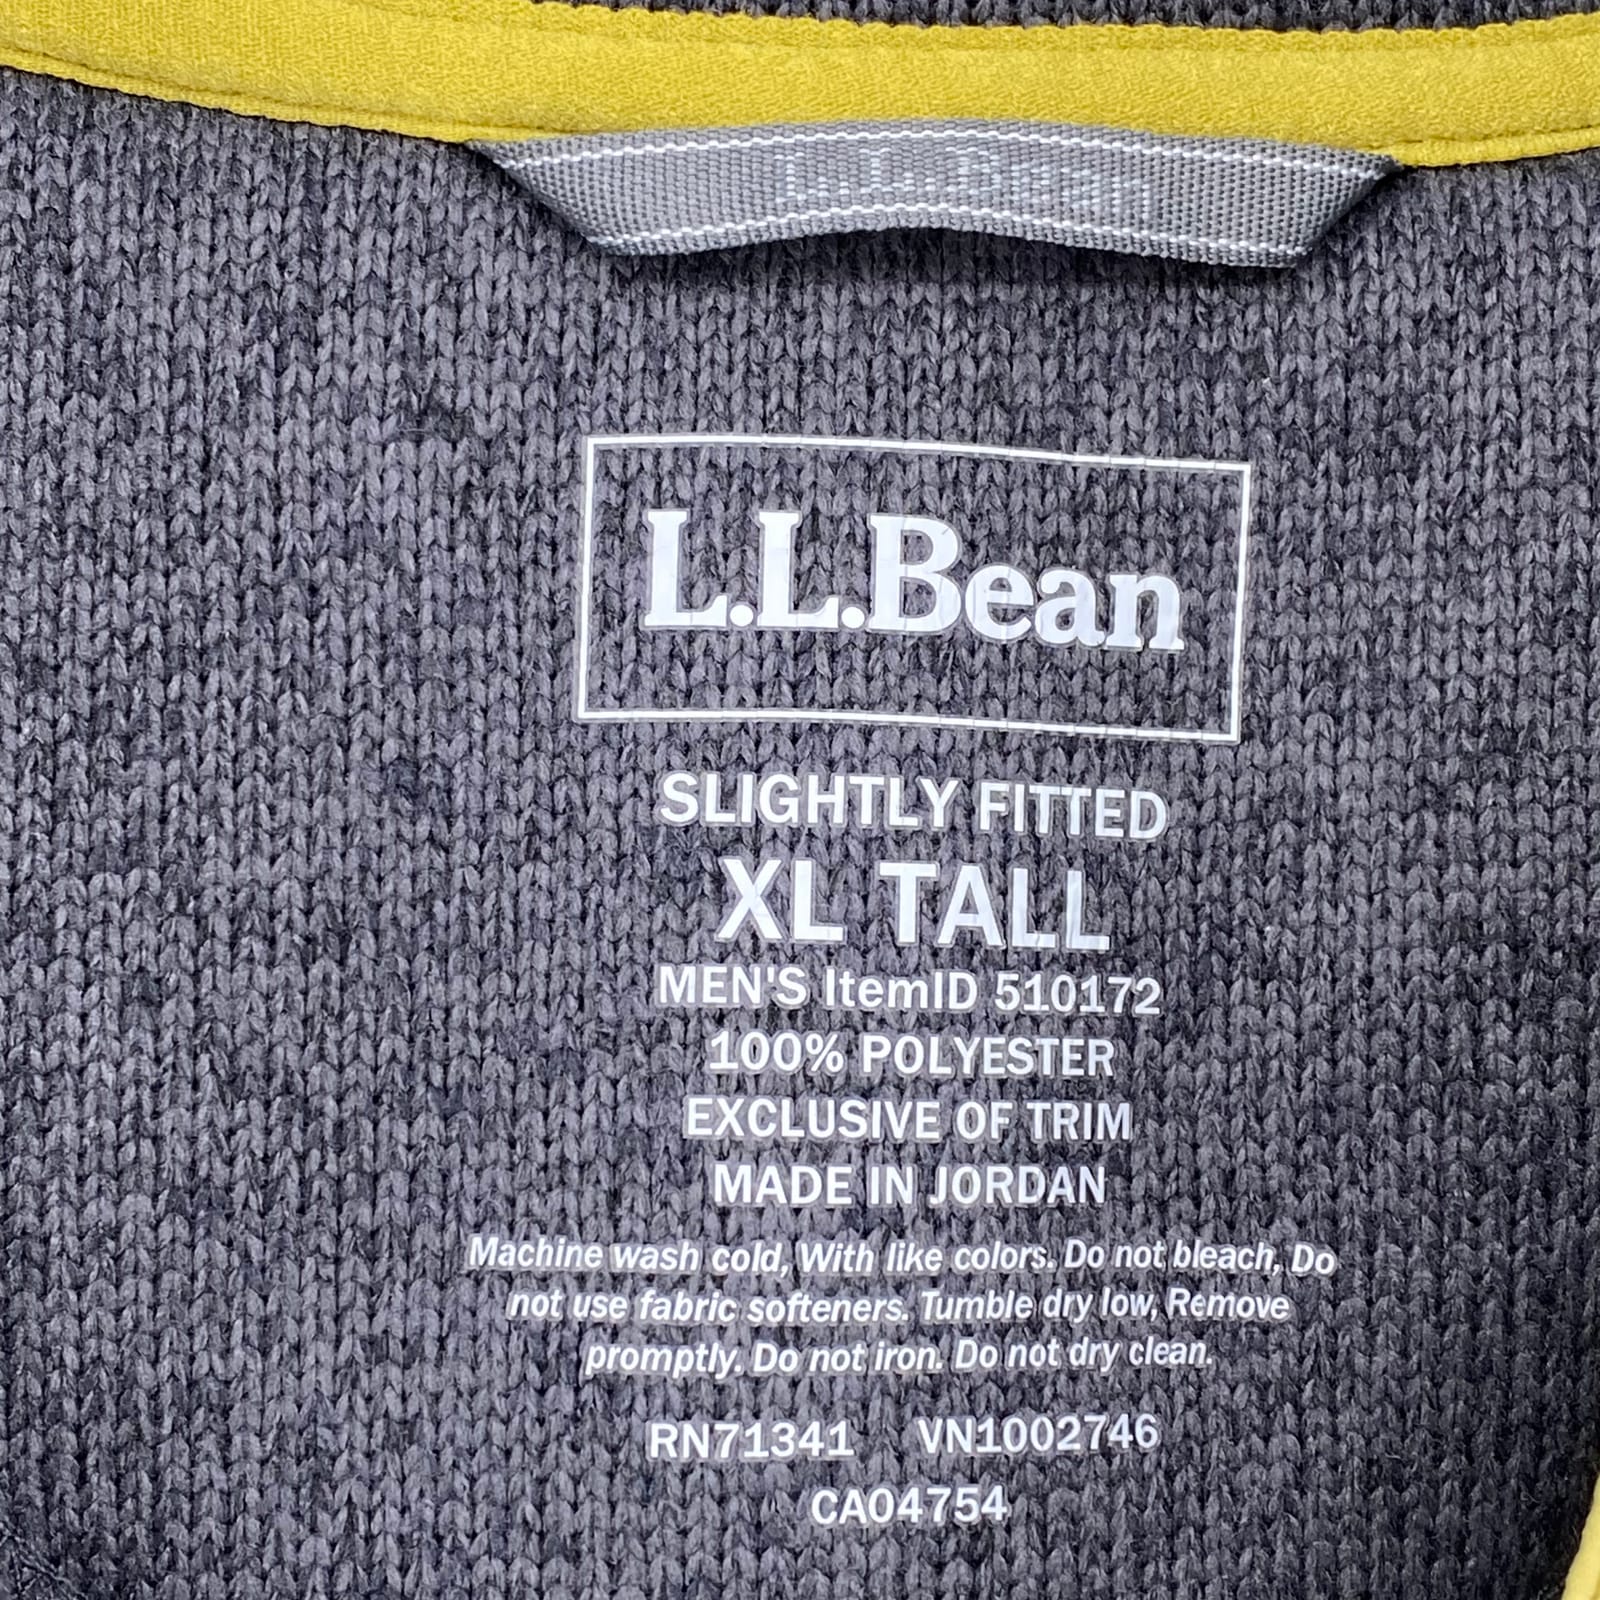 L.L.Bean
L.L.Bean
SLIGHTLY FITTED
XL TALL
MEN'S ItemID 510172
100% POLYESTER
EXCLUSIVE OF TRIM
MADE IN JORDAN
Machine wash cold, With like colors. Do not bleach, Do
not use fabric softeners. Tumble dry low, Remove
promptly. Do not iron. Do not dry clean.
RN71341 VN1002746
CA04754